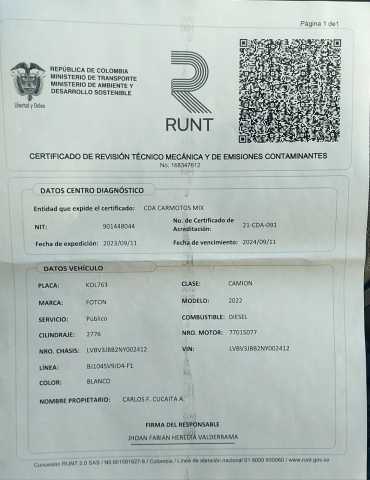 Página 1 de1
REPÚBLICA DE COLOMBIA
MINISTERIO DE TRANSPORTE
MINISTERIO DE AMBIENTE Y
DESARROLLO SOSTENIBLE
Libertad y Orden
RUNT
CERTIFICADO DE REVISIÓN TÉCNICO MECÁNICA Y DE EMISIONES CONTAMINANTES
No. 168347612
DATOS CENTRO DIAGNÓSTICO
Entidad que expide el certificado: CDA CARMOTOS MIX
NIT: 901448044 No. de Certificado de Acreditación: 21-CDA-091
Fecha de expedición: 2023/09/11 Fecha de vencimiento: 2024/09/11
DATOS VEHÍCULO
PLACA: KOL763 CLASE: CAMION
MARCA: FOTON MODELO: 2022
SERVICIO: Público COMBUSTIBLE: DIESEL
CILINDRAJE: 2776 NRO. MOTOR: 77015077
NRO. CHASIS: LVBV3JBB2NY002412 VIN: LVBV3JBB2NY002412
LÍNEA: BJ1045V9JD4-F1
COLOR: BLANCO
NOMBRE PROPIETARIO: CARLOS F. CUCAITA A.
FIRMA DEL RESPONSABLE
JHOAN FABIAN HEREDIA VALDERRAMA
Concesión RUNT 2.0 SAS / Nit.901581627-8 / Colombia / Línea de atención nacional 01 8000 930060 / www.runt.gov.co